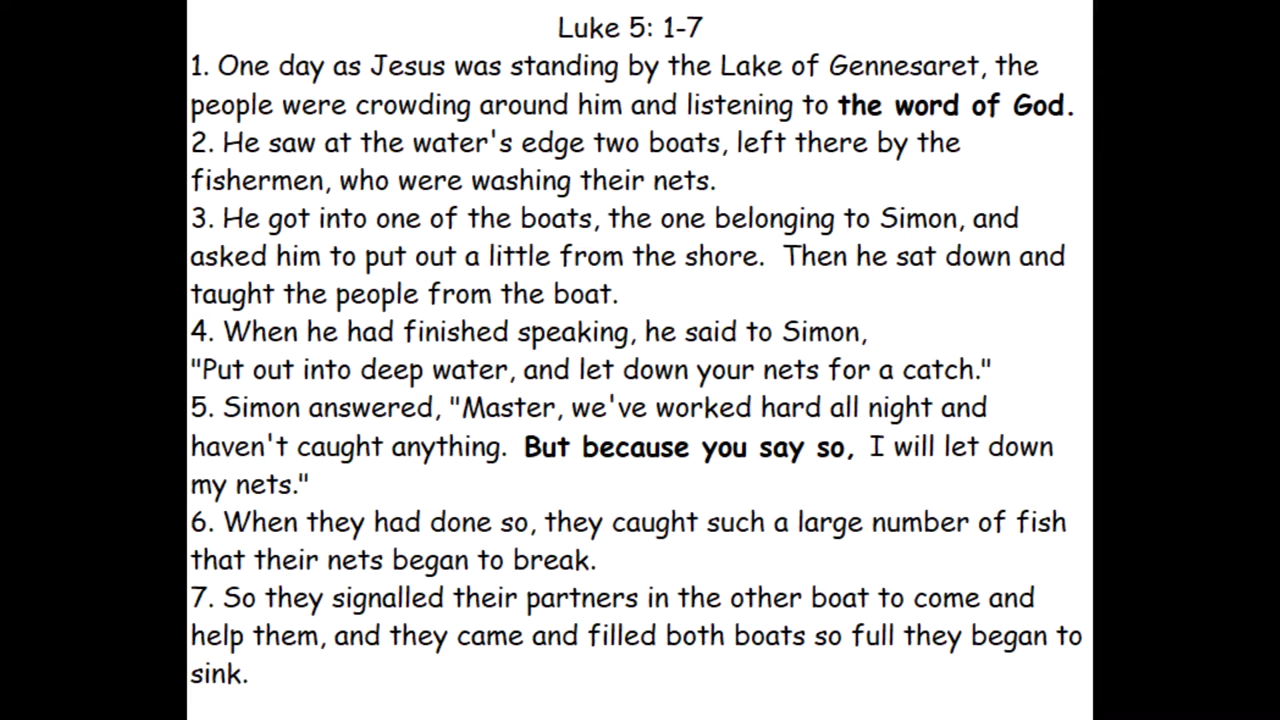 Luke 5: 1-7
1. One day as Jesus was standing by the Lake of Gennesaret, the
people were crowding around him and listening to the word of God.
2. He saw at the water's edge two boats, left there by the
fishermen, who were washing their nets.
3. He got into one of the boats, the one belonging to Simon, and
asked him to put out a little from the shore.  Then he sat down and
taught the people from the boat.
4. When he had finished speaking, he said to Simon,
"Put out into deep water, and let down your nets for a catch."
5. Simon answered, "Master, we've worked hard all night and
haven't caught anything.  But because you say so, I will let down
my nets."
6. When they had done so, they caught such a large number of fish
that their nets began to break.
7. So they signalled their partners in the other boat to come and
help them, and they came and filled both boats so full they began to
sink.